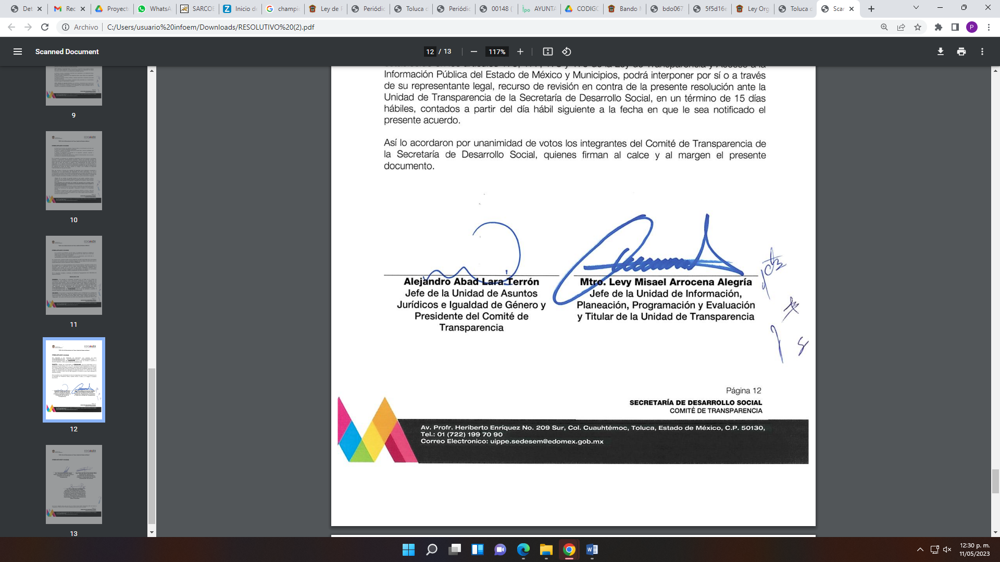 Det
Rec
Proyect
WhatsA
SARCOE
Inicio de
champio
Ley de F
Periódic
Toluca c
Periódic
00148 (
AYUNTA
CODIGO
Bando M
bdo067
5f5d16e
Ley Org
Toluca c
Scar
Archivo
C:/Users/usuario%20infoem/Downloads/RESOLUTIVO%20(2).pdf
P
Scanned Document
12 / 13
117%
9
10
11
12
13
Información Pública del Estado de México y Municipios, podrá interponer por sí o a través
de su representante legal, recurso de revisión en contra de la presente resolución ante la
Unidad de Transparencia de la Secretaría de Desarrollo Social, en un término de 15 días
hábiles, contados a partir del día hábil siguiente a la fecha en que le sea notificado el
presente acuerdo.
Así lo acordaron por unanimidad de votos los integrantes del Comité de Transparencia de
la Secretaría de Desarrollo Social, quienes firman al calce y al margen el presente
documento.
Alejandro Abad Lara Terrón
Jefe de la Unidad de Asuntos
Jurídicos e Igualdad de Género y
Presidente del Comité de
Transparencia
Mtro. Levy Misael Arrocena Alegría
Jefe de la Unidad de Información,
Planeación, Programación y Evaluación
y Titular de la Unidad de Transparencia
Página 12
SECRETARÍA DE DESARROLLO SOCIAL
COMITÉ DE TRANSPARENCIA
Av. Profr. Heriberto Enríquez No. 209 Sur, Col. Cuauhtémoc, Toluca, Estado de México, C.P. 50130,
Tel.: 01 (722) 199 70 90
Correo Electronico: uippe.sedesem@edomex.gob.mx
12:30 p. m.
11/05/2023